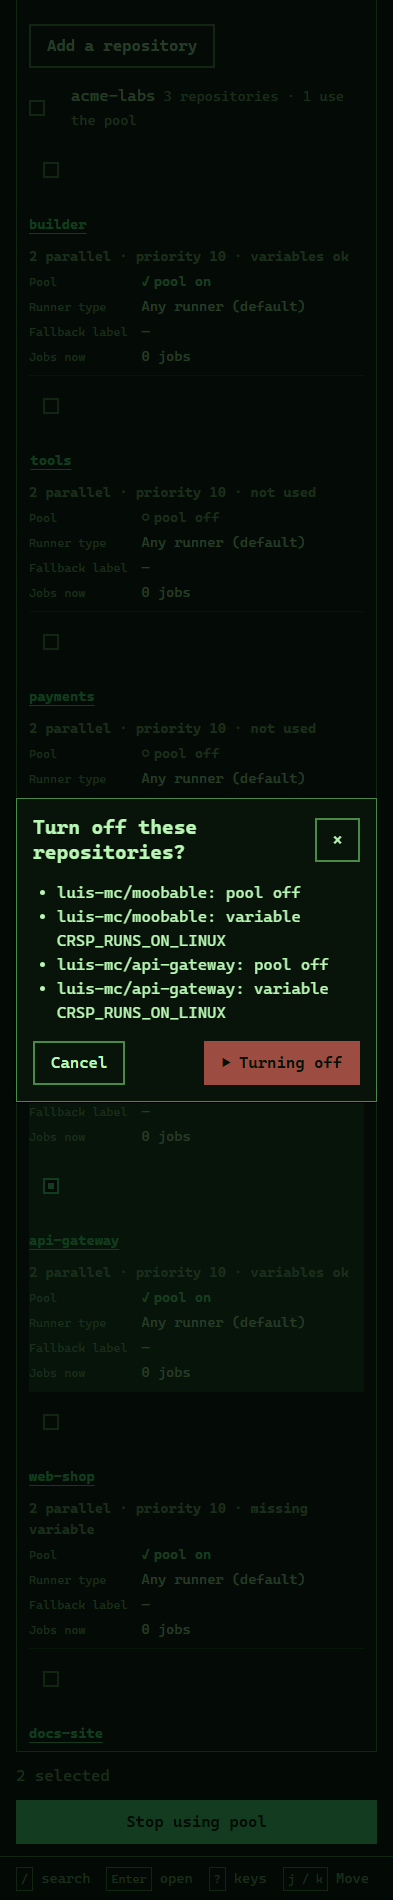 Add a repository
acme-labs 3 repositories · 1 use
the pool
builder
2 parallel · priority 10 · variables ok
Pool ✓ pool on
Runner type Any runner (default)
Fallback label —
Jobs now 0 jobs
tools
2 parallel · priority 10 · not used
Pool ○ pool off
Runner type Any runner (default)
Fallback label —
Jobs now 0 jobs
payments
2 parallel · priority 10 · not used
Pool ○ pool off
Runner type Any runner (default)
Turn off these
repositories?
×
• luis-mc/moobable: pool off
• luis-mc/moobable: variable
CRSP_RUNS_ON_LINUX
• luis-mc/api-gateway: pool off
• luis-mc/api-gateway: variable
CRSP_RUNS_ON_LINUX
Cancel
▶ Turning off
Fallback label —
Jobs now 0 jobs
api-gateway
2 parallel · priority 10 · variables ok
Pool ✓ pool on
Runner type Any runner (default)
Fallback label —
Jobs now 0 jobs
web-shop
2 parallel · priority 10 · missing
variable
Pool ✓ pool on
Runner type Any runner (default)
Fallback label —
Jobs now 0 jobs
docs-site
2 selected
Stop using pool
/ search Enter open ? keys j / k Move